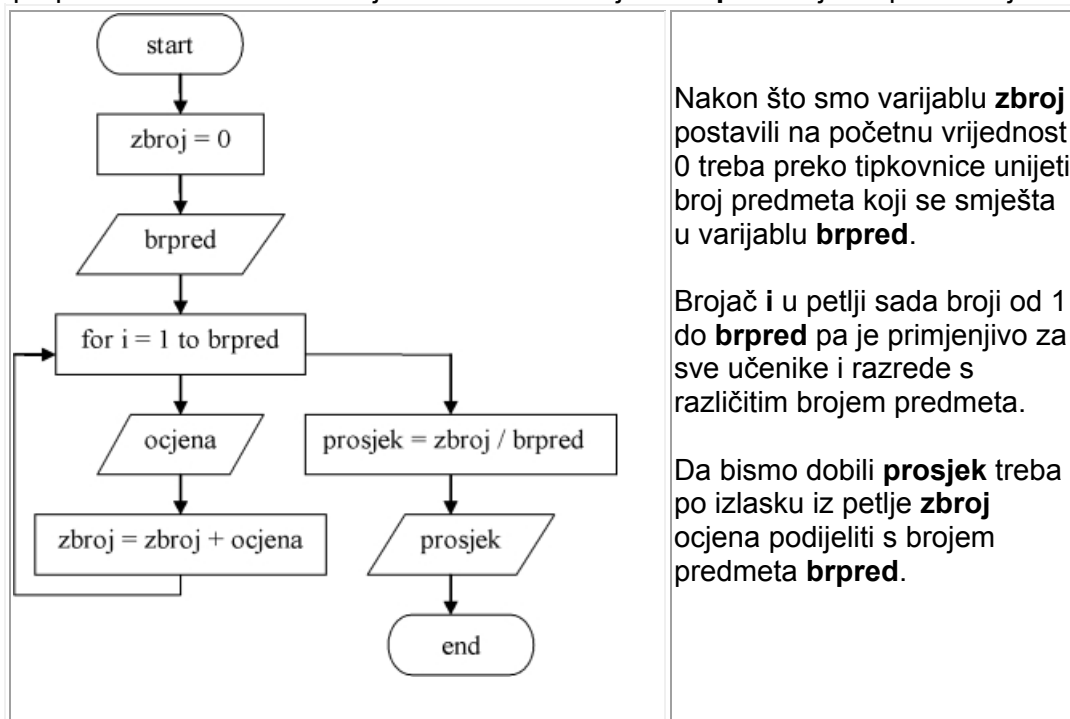 start
zbroj = 0
brpred
for i = 1 to brpred
ocjena
zbroj = zbroj + ocjena
prosjek = zbroj / brpred
prosjek
end
Nakon što smo varijablu zbroj
postavili na početnu vrijednost
0 treba preko tipkovnice unijeti
broj predmeta koji se smješta
u varijablu brpred.
Brojač i u petlji sada broji od 1
do brpred pa je primjenjivo za
sve učenike i razrede s
različitim brojem predmeta.
Da bismo dobili prosjek treba
po izlasku iz petlje zbroj
ocjena podijeliti s brojem
predmeta brpred.